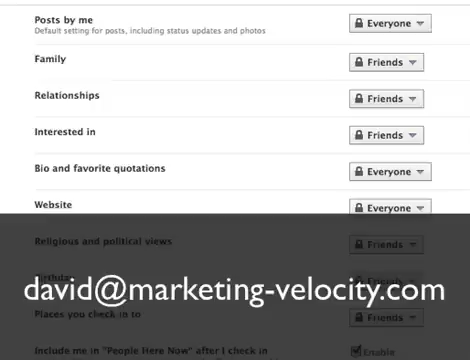 Posts by me
Everyone
Default setting for posts, including status updates and photos
Family
Friends
Relationships
Friends
Interested in
Friends
Bio and favorite quotations
Everyone
Website
Everyone
Religious and political views
Friends
Birthday
Friends
david@marketing-velocity.com
Places you check in to
Friends
Include me in "People Here Now" after I check in
Enable